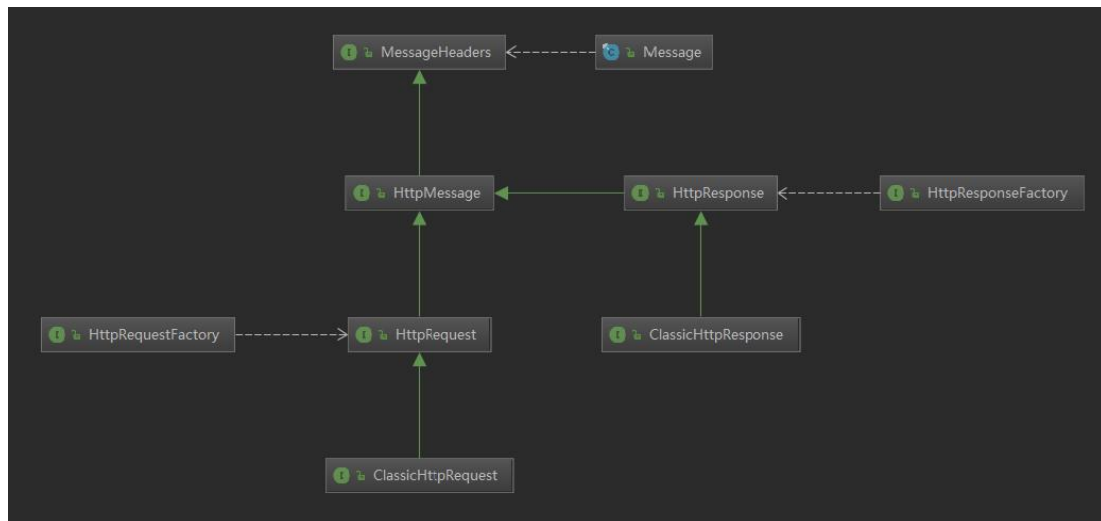 MessageHeaders
Message
HttpMessage
HttpResponse
HttpResponseFactory
HttpRequestFactory
HttpRequest
ClassicHttpResponse
ClassicHttpRequest